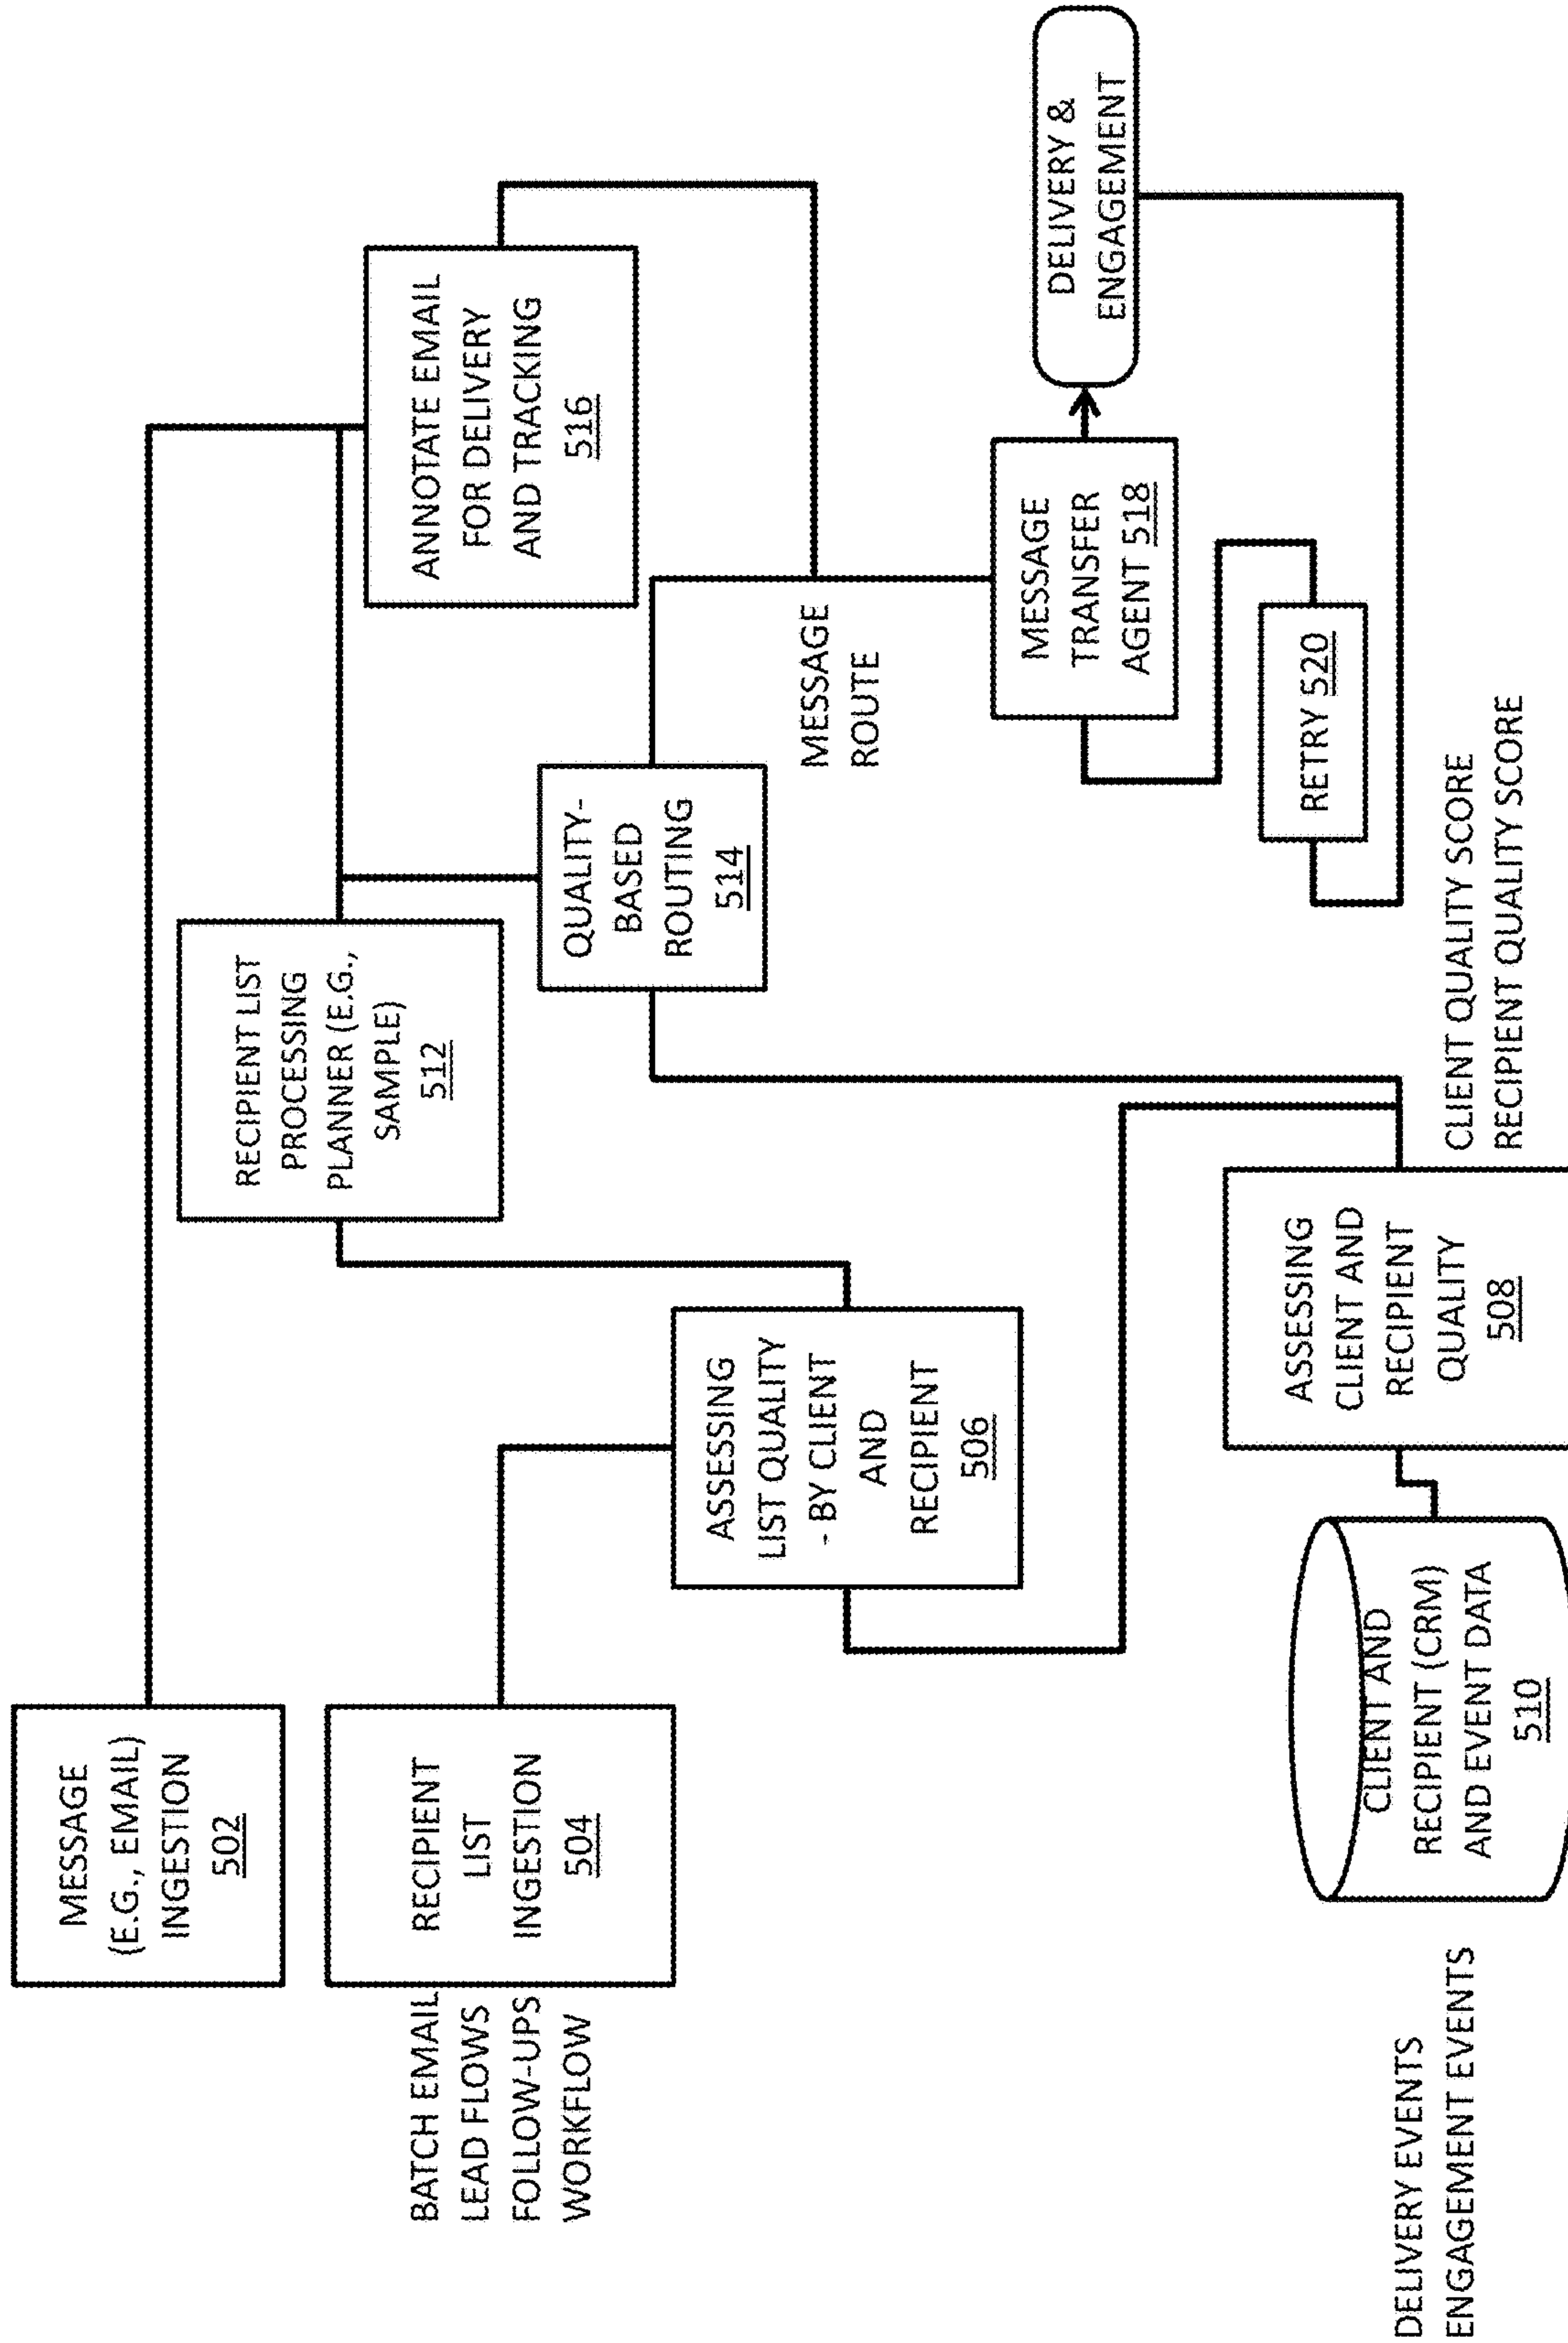 MESSAGE
(E.G., EMAIL)
INGESTION
502
BATCH EMAIL
LEAD FLOWS
FOLLOW-UPS
WORKFLOW
RECIPIENT
LIST
INGESTION
504
ASSESSING
LIST QUALITY
- BY CLIENT
AND
RECIPIENT
506
RECIPIENT LIST
PROCESSING
PLANNER (E.G.,
SAMPLE)
512
QUALITY-
BASED
ROUTING
514
ANNOTATE EMAIL
FOR DELIVERY
AND TRACKING
516
MESSAGE
ROUTE
MESSAGE
TRANSFER
AGENT 518
DELIVERY &
ENGAGEMENT
RETRY 520
DELIVERY EVENTS
ENGAGEMENT EVENTS
CLIENT AND
RECIPIENT (CRM)
AND EVENT DATA
510
ASSESSING
CLIENT AND
RECIPIENT
QUALITY
508
CLIENT QUALITY SCORE
RECIPIENT QUALITY SCORE